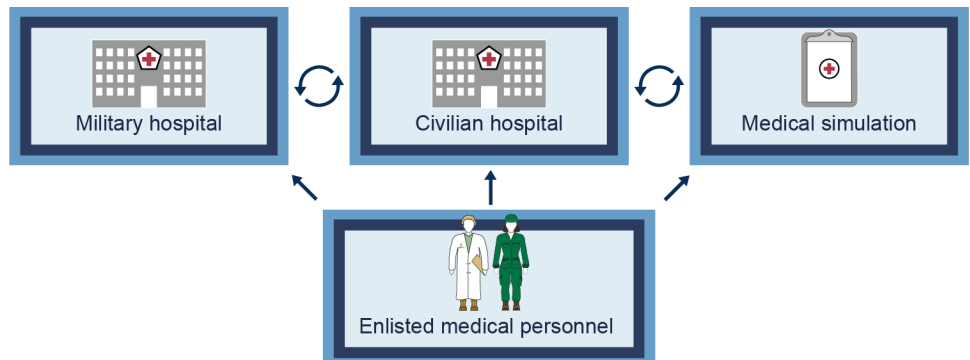 Military hospital
Civilian hospital
Medical simulation
Enlisted medical personnel